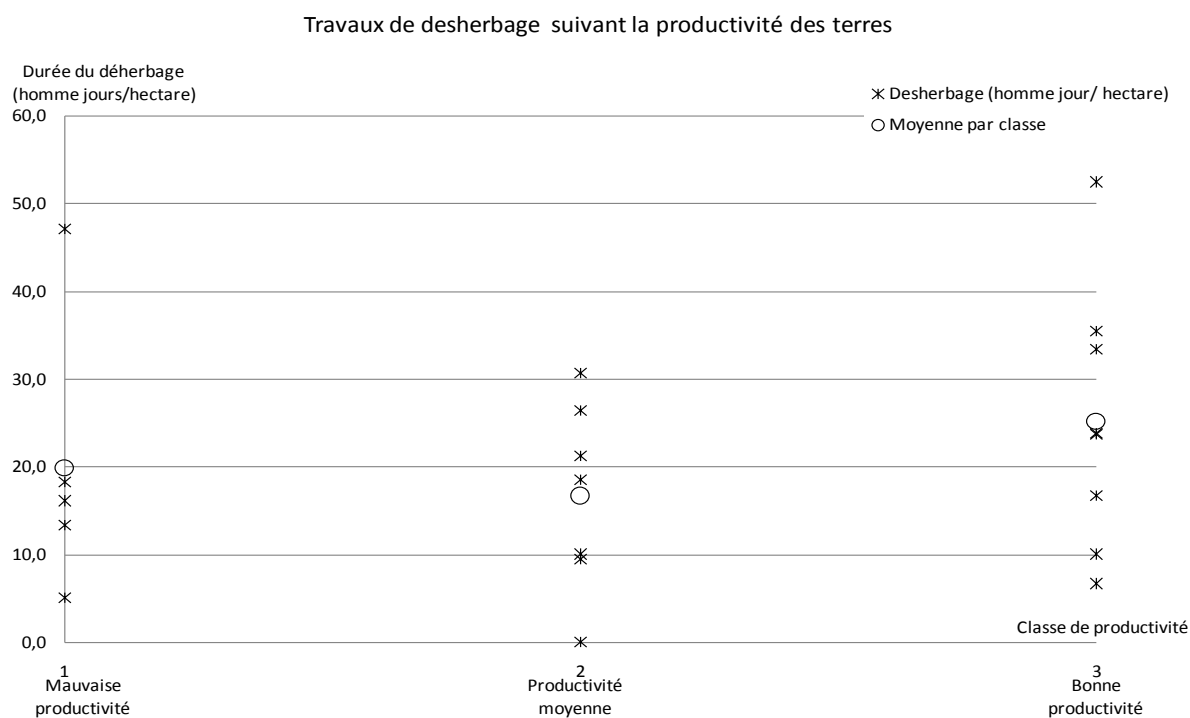 Travaux de desherbage  suivant la productivité des terres
Durée du déherbage
(homme jours/hectare)
Desherbage (homme jour/ hectare)
Moyenne par classe
60,0
50,0
40,0
30,0
20,0
10,0
0,0
Classe de productivité
1
2
3
Mauvaise
productivité
Productivité
moyenne
Bonne
productivité